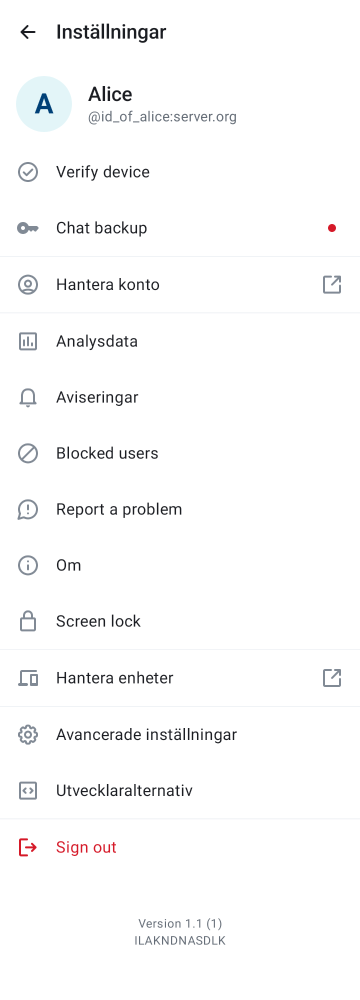 Inställningar
A
Alice
@id_of_alice:server.org
Verify device
Chat backup
Hantera konto
Analysdata
Aviseringar
Blocked users
Report a problem
Om
Screen lock
Hantera enheter
Avancerade inställningar
Utvecklaralternativ
Sign out
Version 1.1 (1)
ILAKNDNASDLK